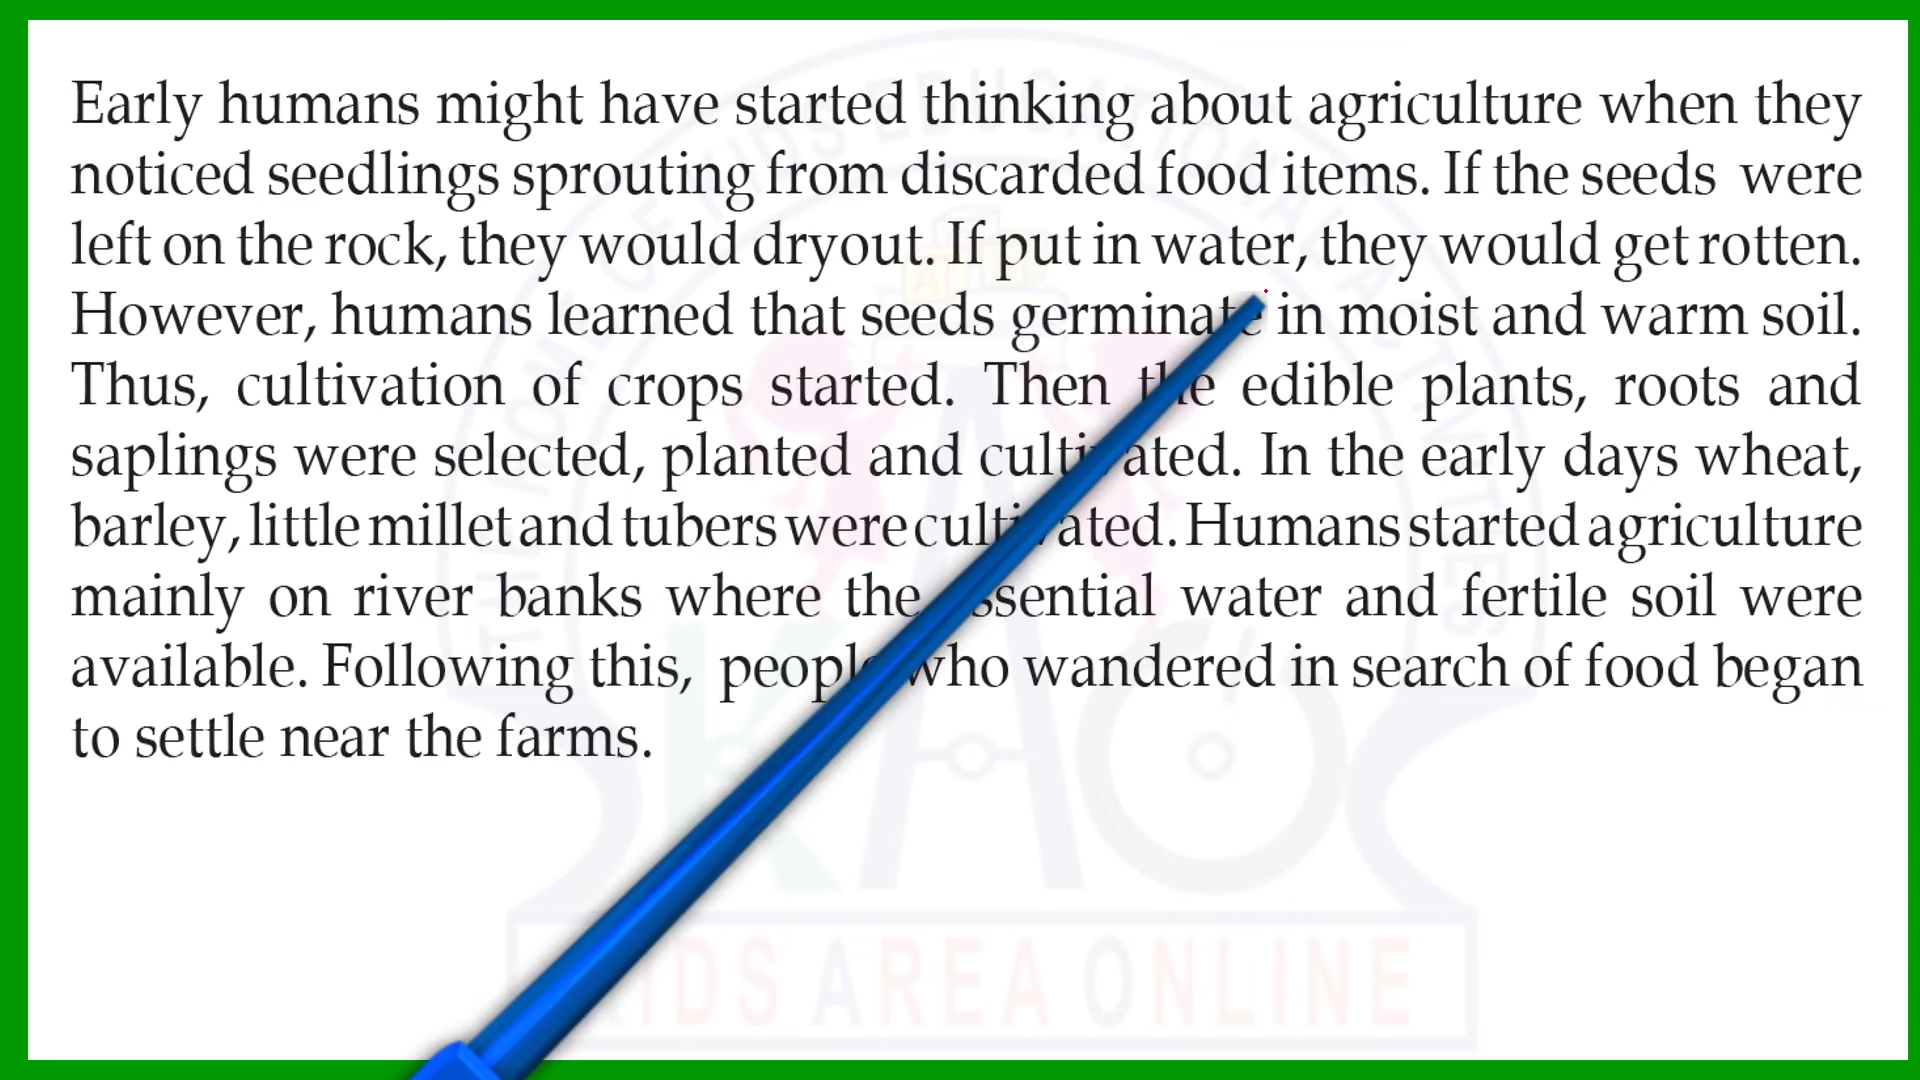 Early humans might have started thinking about agriculture when they
noticed seedlings sprouting from discarded food items. If the seeds were
left on the rock, they would dryout. If put in water, they would get rotten.
However, humans learned that seeds germinate in moist and warm soil.
Thus, cultivation of crops started. Then the edible plants, roots and
saplings were selected, planted and cultivated. In the early days wheat,
barley, little millet and tubers were cultivated. Humans started agriculture
mainly on river banks where the essential water and fertile soil were
available. Following this, people who wandered in search of food began
to settle near the farms.
KIDS AREA ONLINE